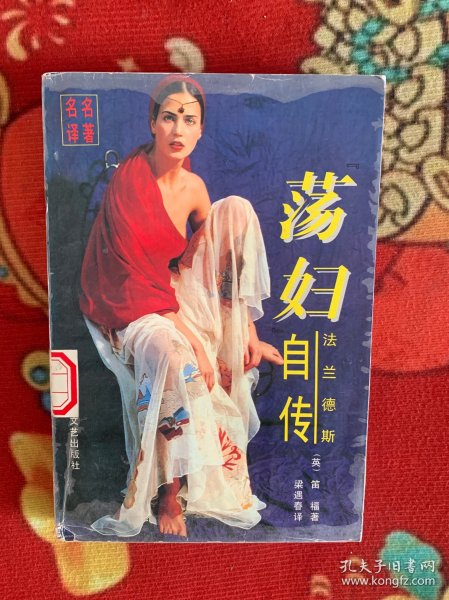 名著
名译
荡妇
自传
法兰德斯
(英) 笛福著
梁遇春译
文艺出版社
孔夫子旧书网
www.kongfz.com